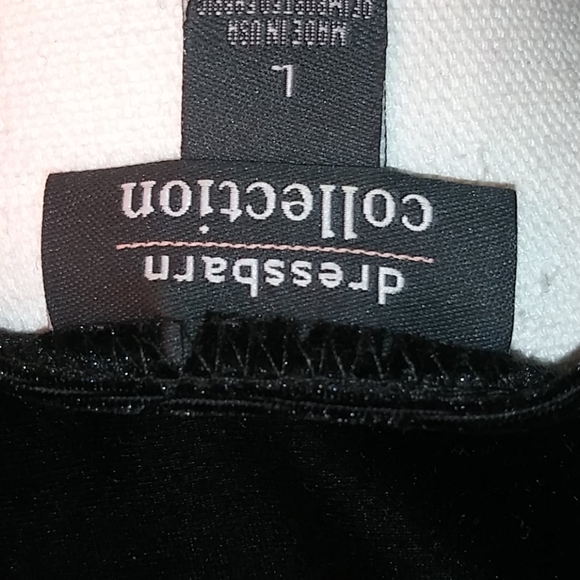 dressbarn
collection
L
MADE IN USA
OF IMPORTED FABRIC